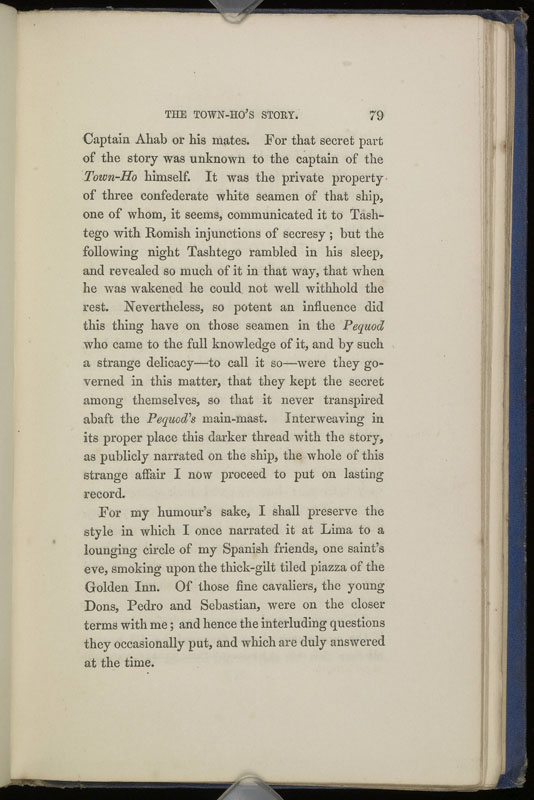 THE TOWN-HO'S STORY. 79
Captain Ahab or his mates. For that secret part
of the story was unknown to the captain of the
Town-Ho himself. It was the private property
of three confederate white seamen of that ship,
one of whom, it seems, communicated it to Tash-
tego with Romish injunctions of secresy; but the
following night Tashtego rambled in his sleep,
and revealed so much of it in that way, that when
he was wakened he could not well withhold the
rest. Nevertheless, so potent an influence did
this thing have on those seamen in the Pequod
who came to the full knowledge of it, and by such
a strange delicacy—to call it so—were they go-
verned in this matter, that they kept the secret
among themselves, so that it never transpired
abaft the Pequod's main-mast. Interweaving in
its proper place this darker thread with the story,
as publicly narrated on the ship, the whole of this
strange affair I now proceed to put on lasting
record.
For my humour's sake, I shall preserve the
style in which I once narrated it at Lima to a
lounging circle of my Spanish friends, one saint's
eve, smoking upon the thick-gilt tiled piazza of the
Golden Inn. Of those fine cavaliers, the young
Dons, Pedro and Sebastian, were on the closer
terms with me; and hence the interluding questions
they occasionally put, and which are duly answered
at the time.